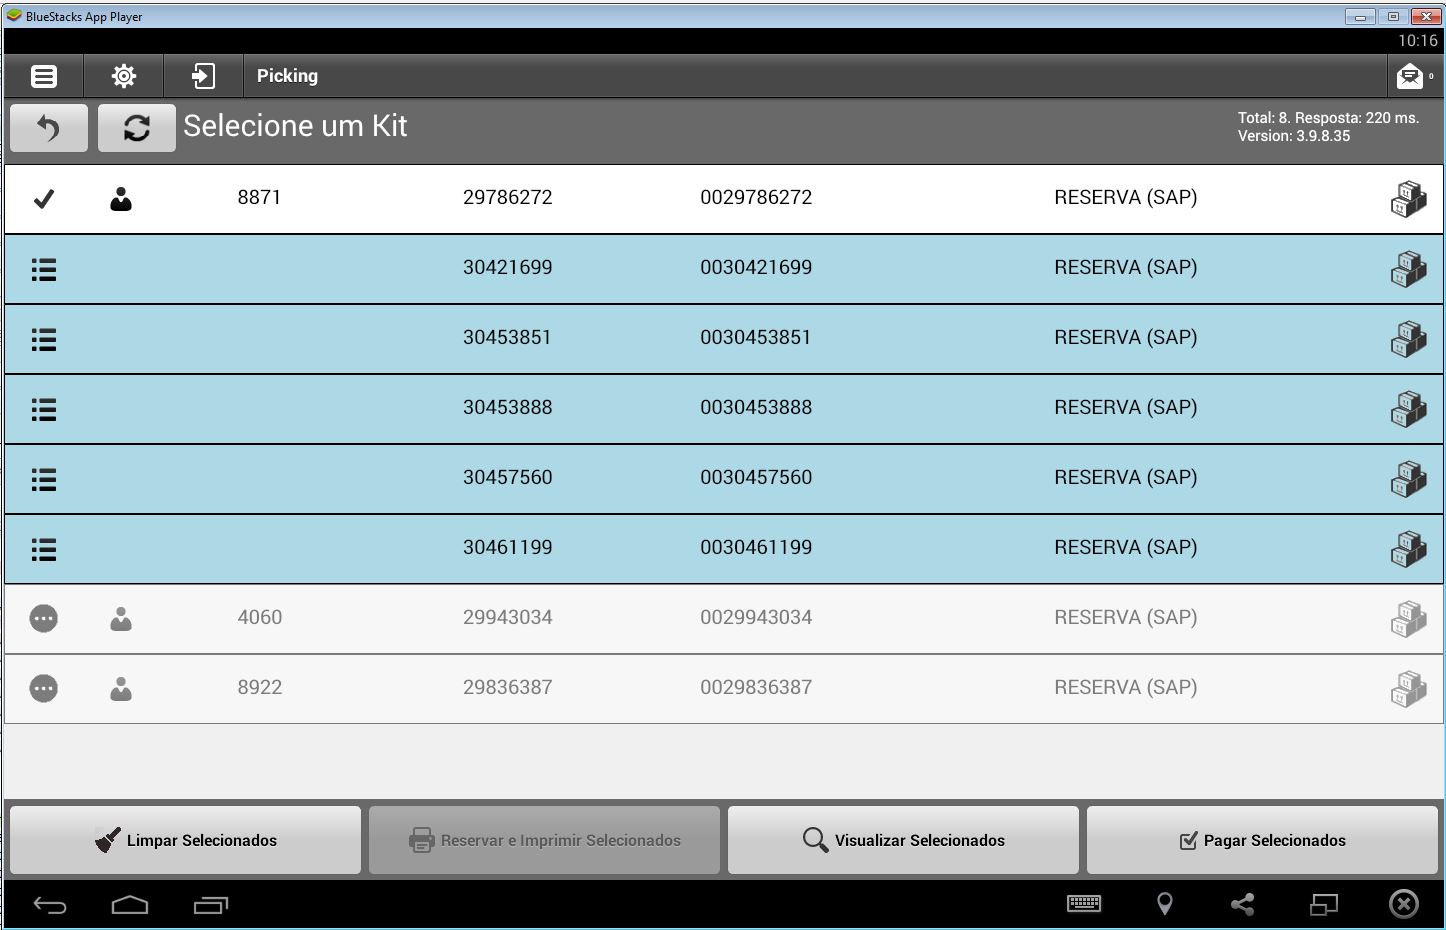 BlueStacks App Player
10:16
Picking
0
Selecione um Kit
Total: 8. Resposta: 220 ms.
Version: 3.9.8.35
8871 29786272 0029786272 RESERVA (SAP)
30421699 0030421699 RESERVA (SAP)
30453851 0030453851 RESERVA (SAP)
30453888 0030453888 RESERVA (SAP)
30457560 0030457560 RESERVA (SAP)
30461199 0030461199 RESERVA (SAP)
4060 29943034 0029943034 RESERVA (SAP)
8922 29836387 0029836387 RESERVA (SAP)
Limpar Selecionados
Reservar e Imprimir Selecionados
Visualizar Selecionados
Pagar Selecionados